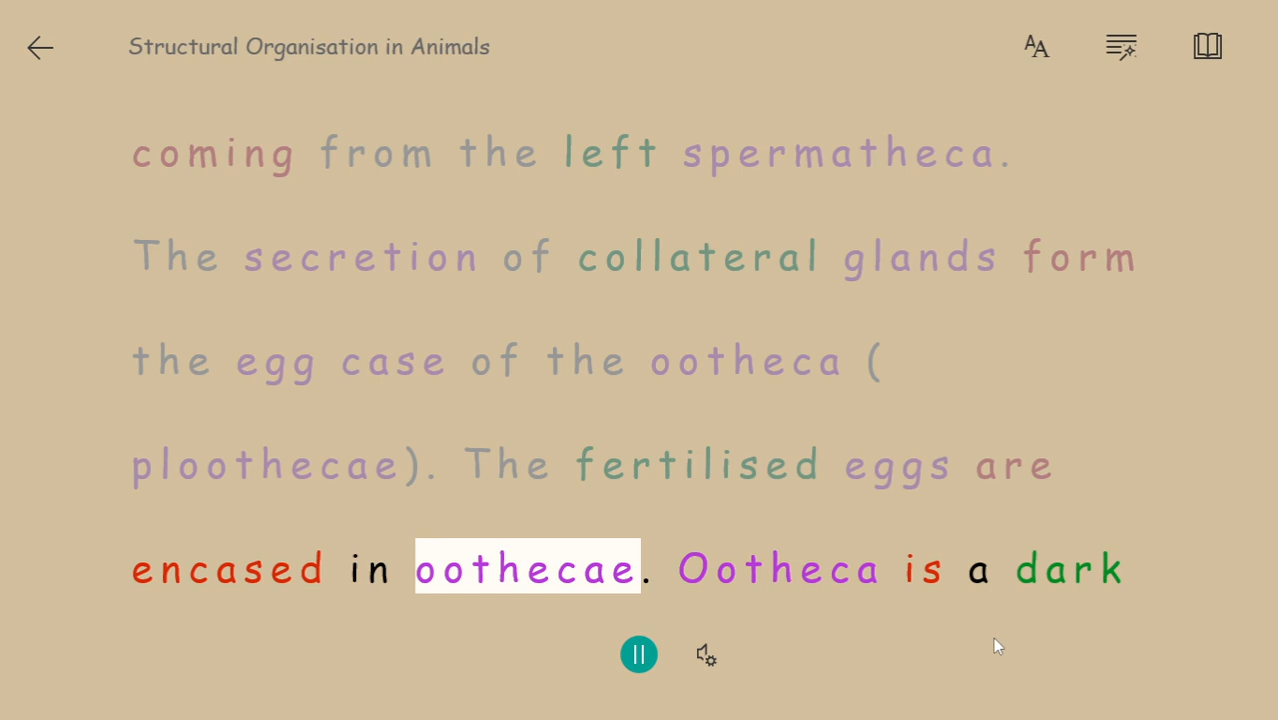 Structural Organisation in Animals
coming from the left spermatheca.
The secretion of collateral glands form
the egg case of the ootheca (
ploothecae). The fertilised eggs are
encased in oothecae. Ootheca is a dark